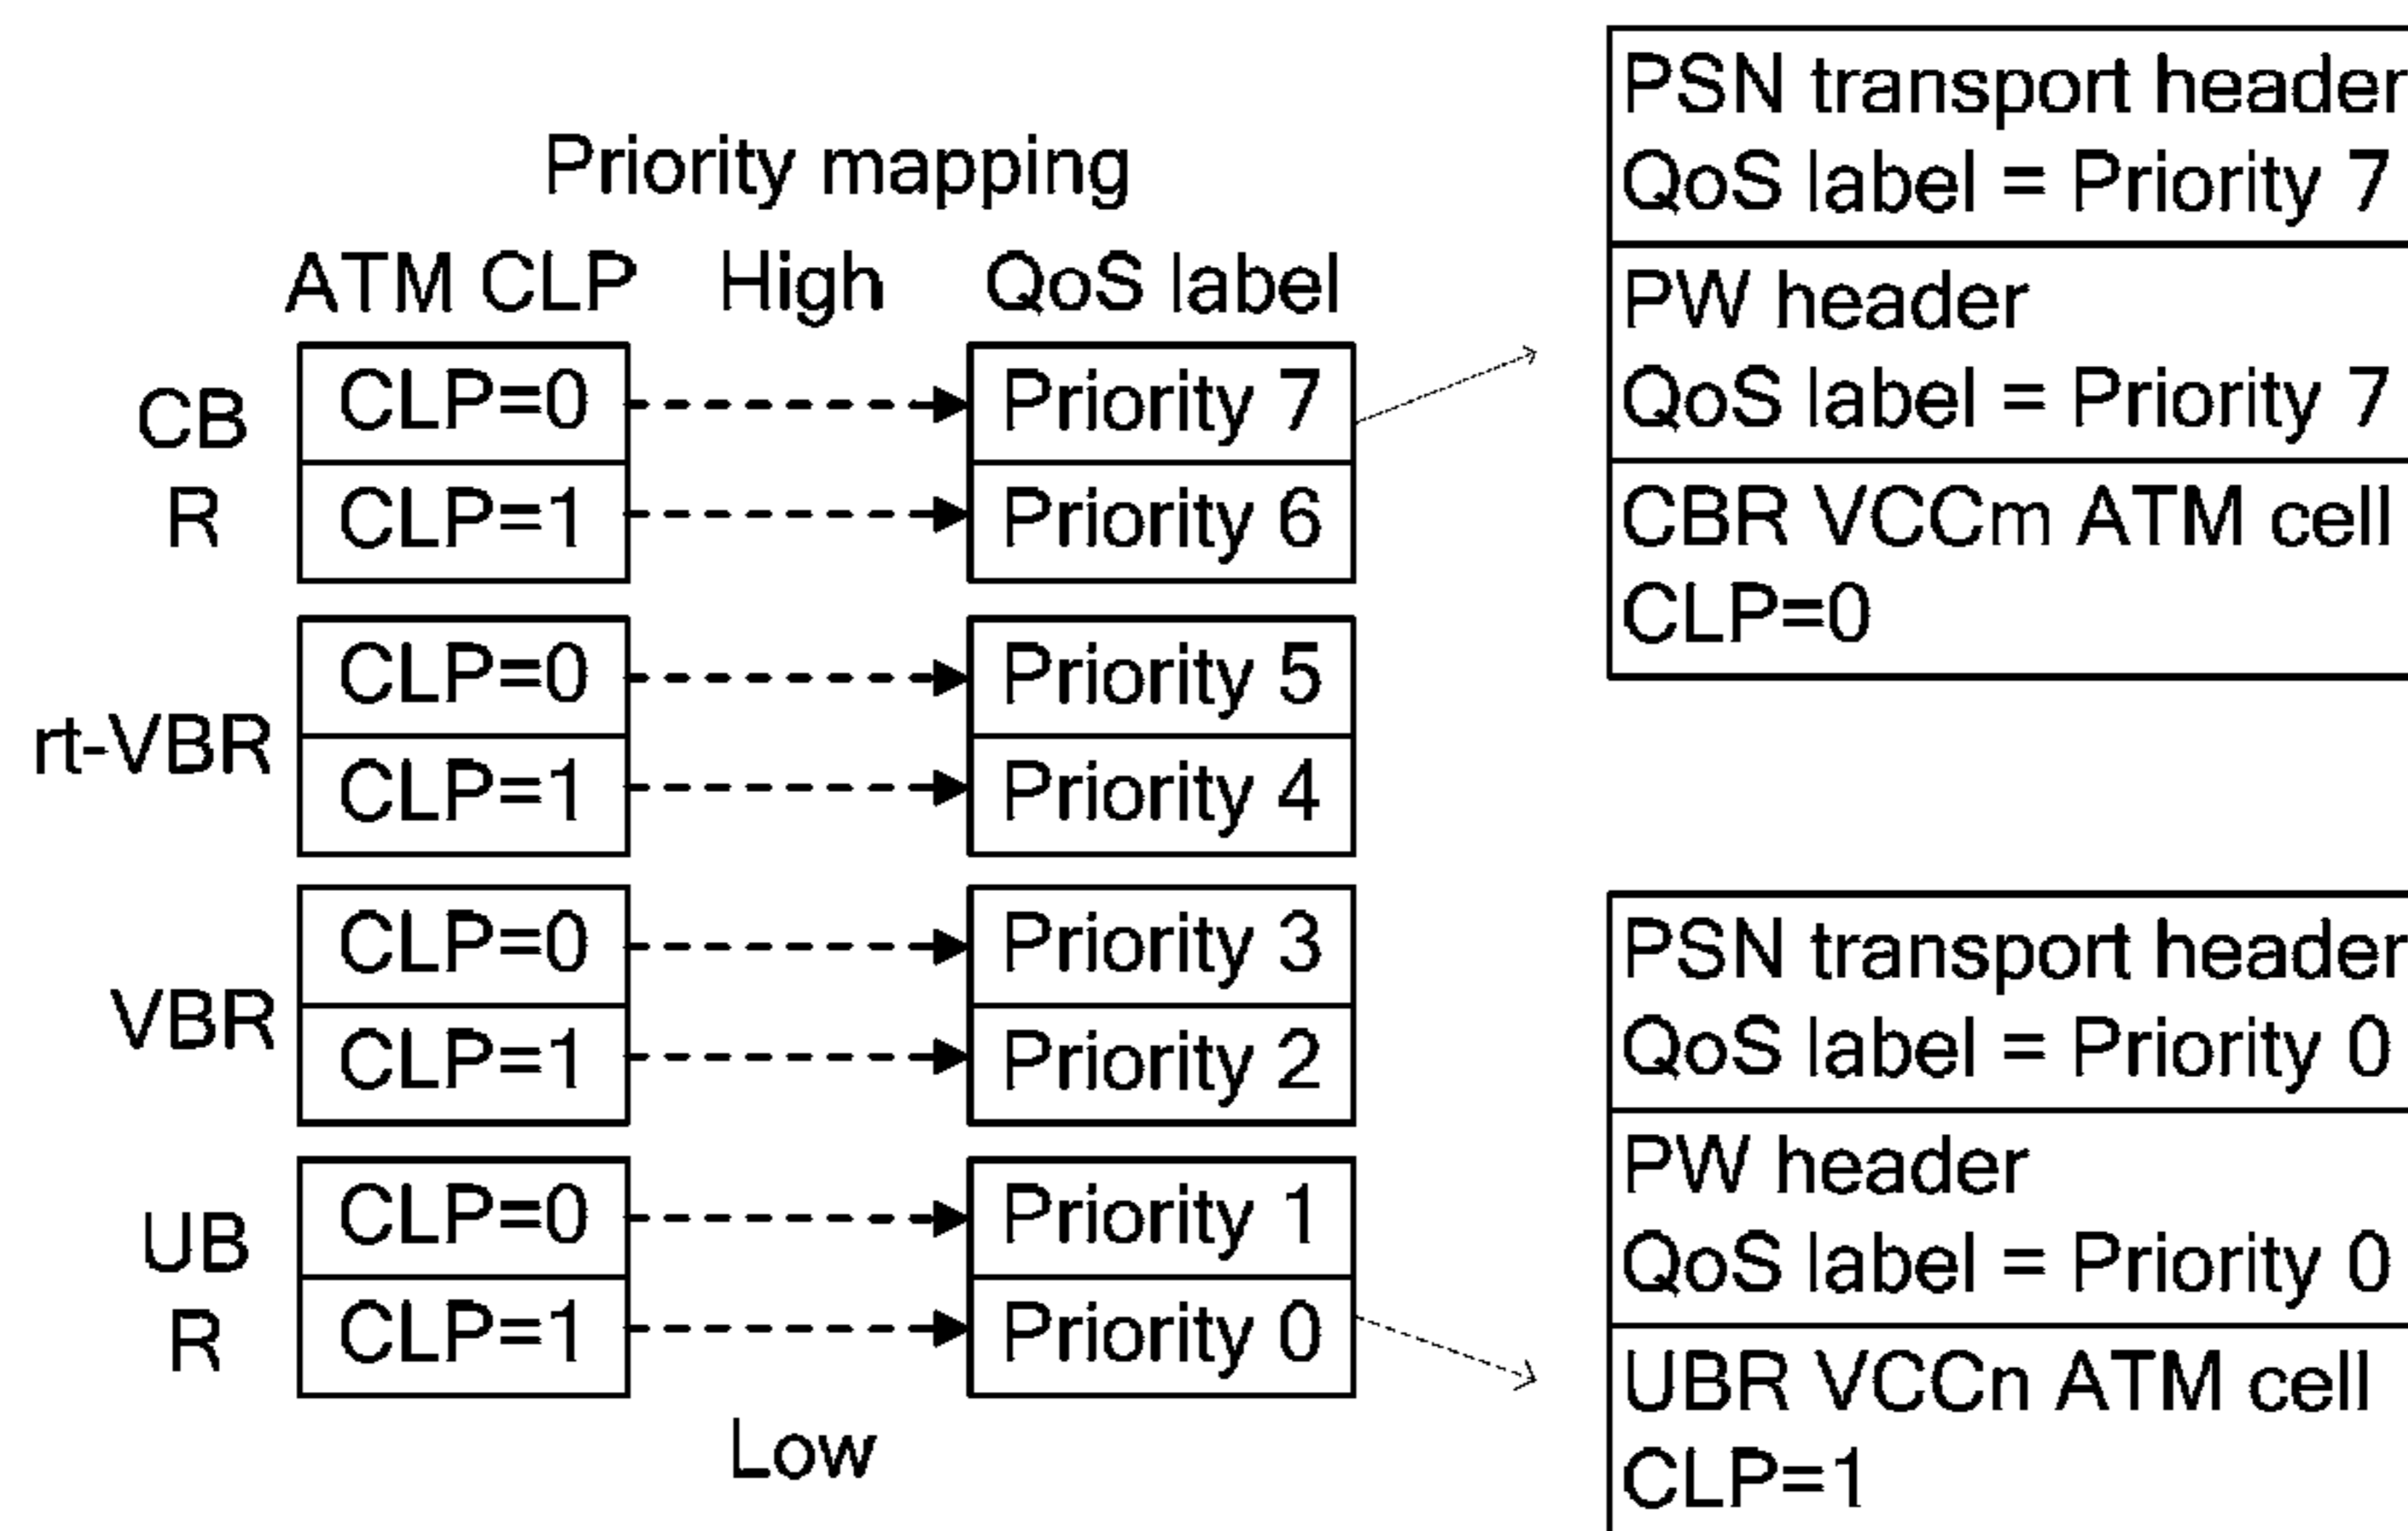 Priority mapping
ATM CLP High QoS label
CB
R
CLP=0
CLP=1
Priority 7
Priority 6
rt-VBR
CLP=0
CLP=1
Priority 5
Priority 4
VBR
CLP=0
CLP=1
Priority 3
Priority 2
UB
R
CLP=0
CLP=1
Priority 1
Priority 0
Low
PSN transport header
QoS label = Priority 7
PW header
QoS label = Priority 7
CBR VCCm ATM cell
CLP=0
PSN transport header
QoS label = Priority 0
PW header
QoS label = Priority 0
UBR VCCn ATM cell
CLP=1